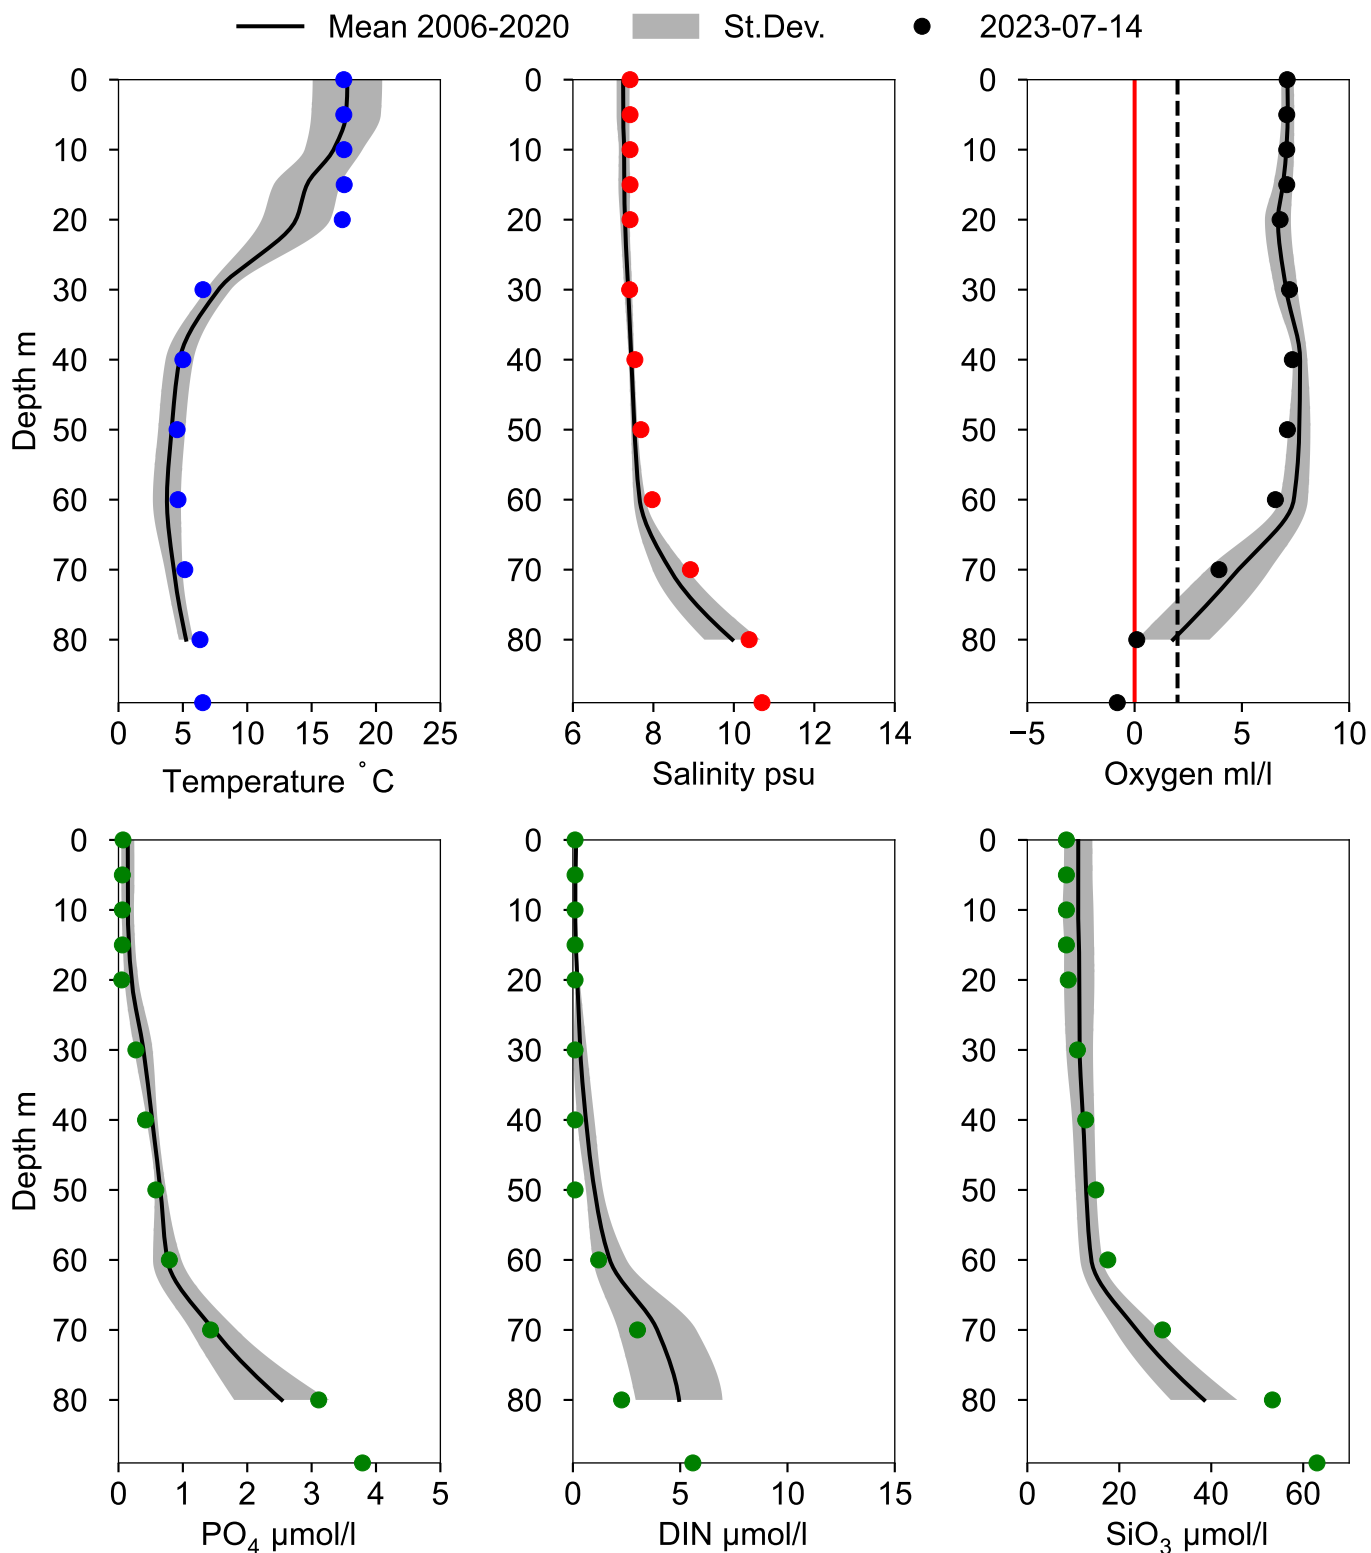 Mean 2006-2020 St.Dev. 2023-07-14
0 0 0
10 10 10
20 20 20
30 30 30
40 40 40
50 50 50
60 60 60
70 70 70
80 80 80
Depth m
0 5 10 15 20 25 6 8 10 12 14 −5 0 5 10
Temperature °C Salinity psu Oxygen ml/l
0 0 0
10 10 10
20 20 20
30 30 30
40 40 40
50 50 50
60 60 60
70 70 70
80 80 80
Depth m
0 1 2 3 4 5 0 5 10 15 0 20 40 60
PO₄ µmol/l DIN µmol/l SiO₃ µmol/l